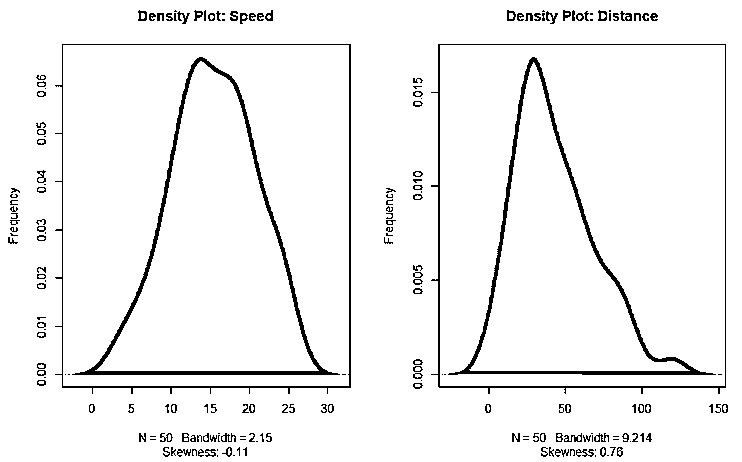 Density Plot: Speed
Frequency
0.00
0.01
0.02
0.03
0.04
0.05
0.06
0 5 10 15 20 25 30
N = 50 Bandwidth = 2.15
Skewness: -0.11
Density Plot: Distance
Frequency
0.000
0.005
0.010
0.015
0 50 100 150
N = 50 Bandwidth = 9.214
Skewness: 0.76